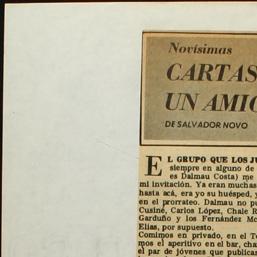 Novísimas
CARTAS
UN AMIG
DE SALVADOR NOVO
EL GRUPO QUE LOS JU
siempre en alguno de
es Dalmau Costa) me
mi invitación. Ya eran muchas
hasta acá, era yo su huésped, y
en el prorrateo. Dalmau no pu
Cusiné, Carlos López, Chale R
Garduño y los Fernández Mc
Elías, por supuesto.
Comimos en privado, en el Te
mos el aperitivo en el bar, cha
el par de jóvenes que publicar